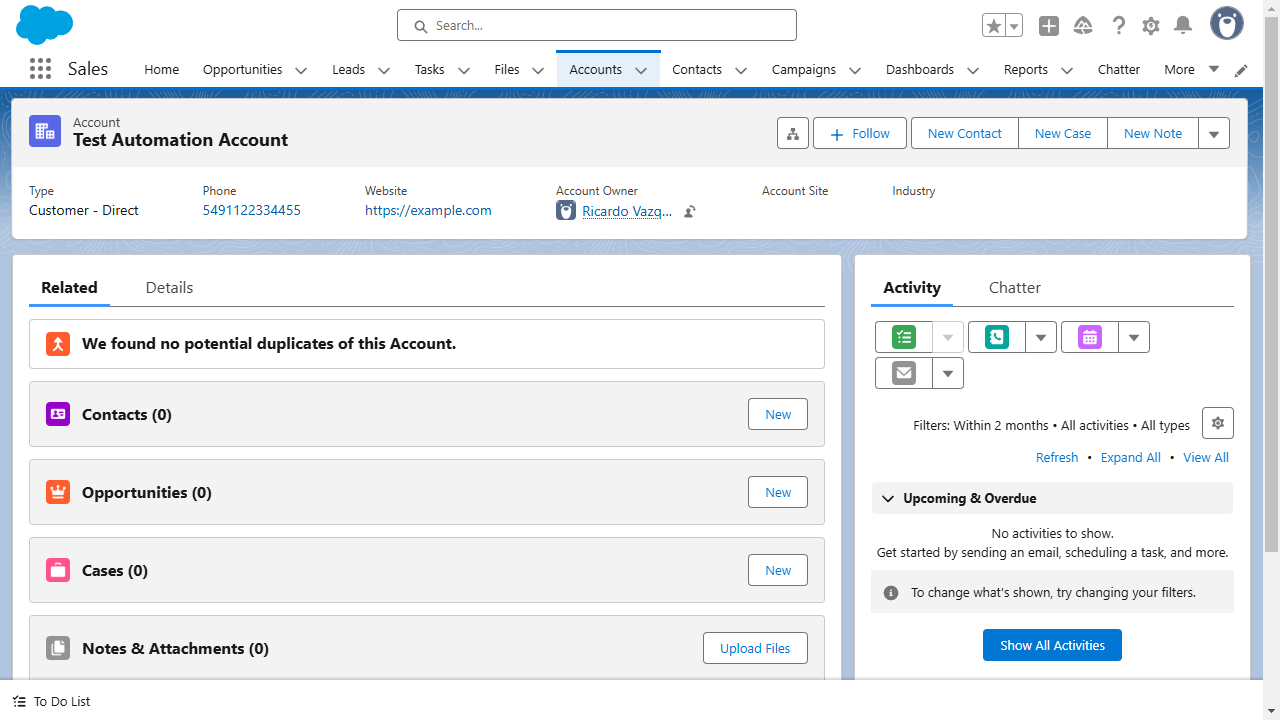 Search...
Sales
Home
Opportunities
Leads
Tasks
Files
Accounts
Contacts
Campaigns
Dashboards
Reports
Chatter
More
Account
Test Automation Account
Follow
New Contact
New Case
New Note
Type
Customer - Direct
Phone
5491122334455
Website
https://example.com
Account Owner
Ricardo Vazq...
Account Site
Industry
Related
Details
We found no potential duplicates of this Account.
Contacts (0)
New
Opportunities (0)
New
Cases (0)
New
Notes & Attachments (0)
Upload Files
Activity
Chatter
Filters: Within 2 months • All activities • All types
Refresh • Expand All • View All
Upcoming & Overdue
No activities to show.
Get started by sending an email, scheduling a task, and more.
To change what's shown, try changing your filters.
Show All Activities
To Do List